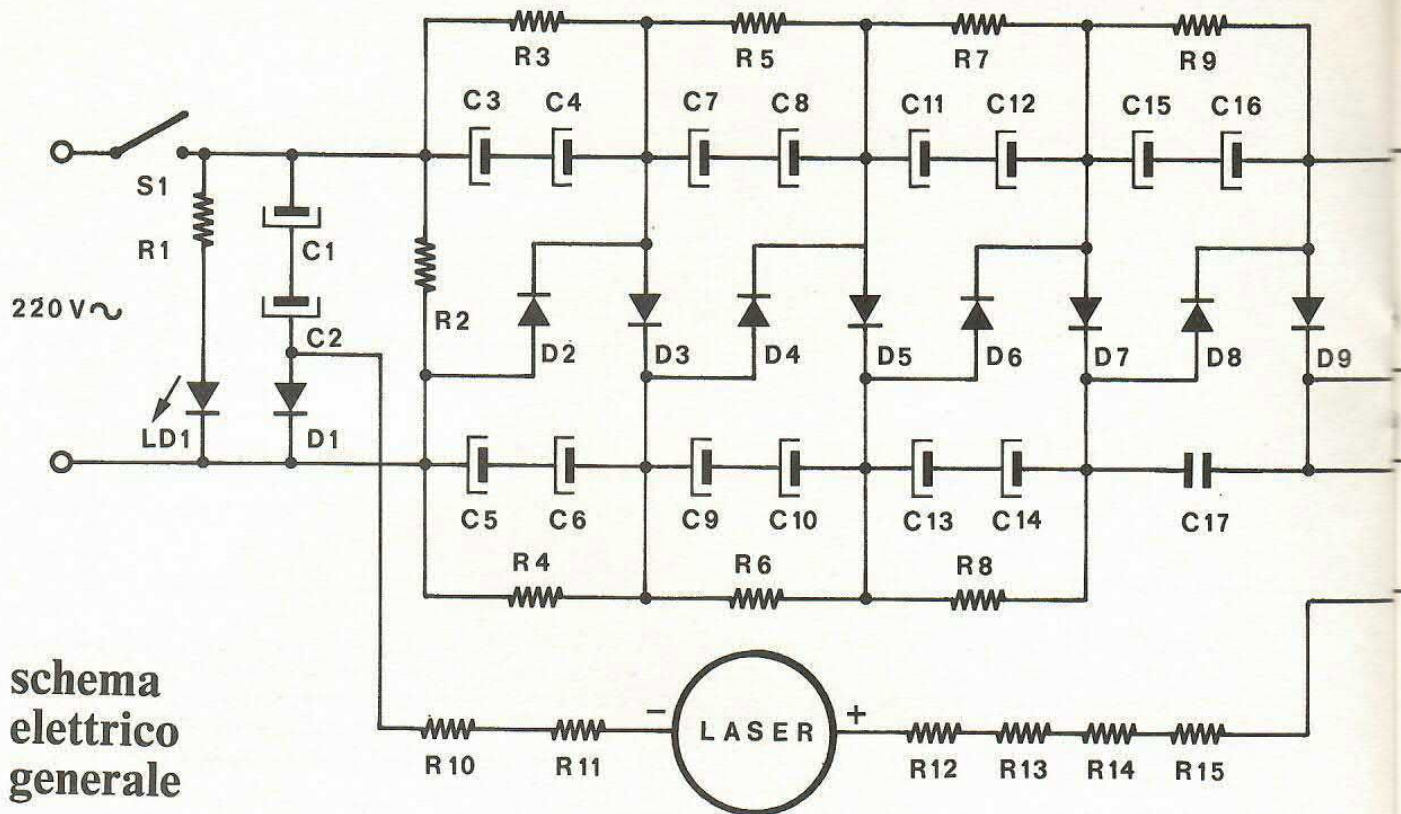 R3 R5 R7 R9
C3 C4 C7 C8 C11 C12 C15 C16
S1
R1 C1
220V~ R2
C2 D2 D3 D4 D5 D6 D7 D8 D9
LD1 D1
C5 C6 C9 C10 C13 C14 C17
R4 R6 R8
schema
elettrico
generale
- LASER +
R10 R11 R12 R13 R14 R15